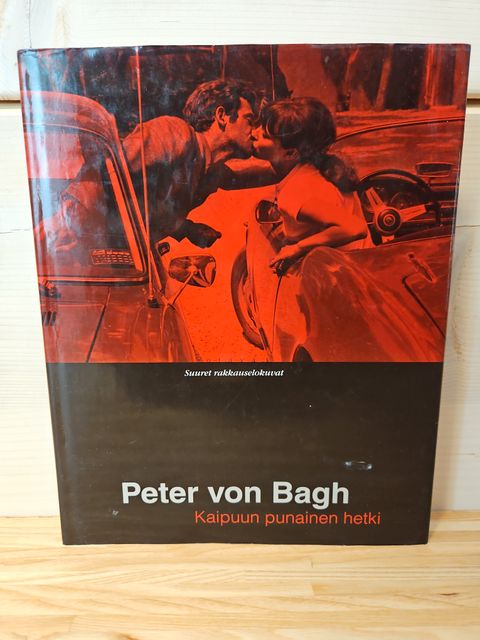 Suuret rakkauselokuvat
Peter von Bagh
Kaipuun punainen hetki